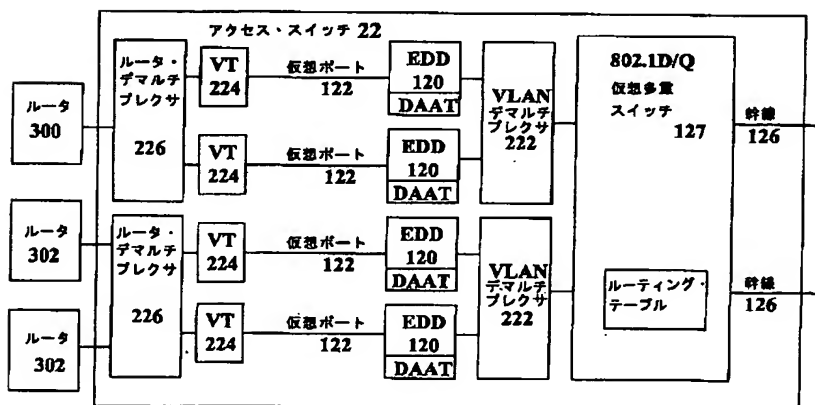 アクセス・スイッチ 22
ルータ
300
ルータ
302
ルータ
302
ルータ・
デマルチ
プレクサ
226
VT
224
仮想ポート
122
EDD
120
DAAT
VT
224
仮想ポート
122
EDD
120
DAAT
VLAN
デマルチ
プレクサ
222
ルータ・
デマルチ
プレクサ
226
VT
224
仮想ポート
122
EDD
120
DAAT
VT
224
仮想ポート
122
EDD
120
DAAT
VLAN
デマルチ
プレクサ
222
802.1D/Q
仮想多重
スイッチ
127
ルーティング・
テーブル
幹線
126
幹線
126